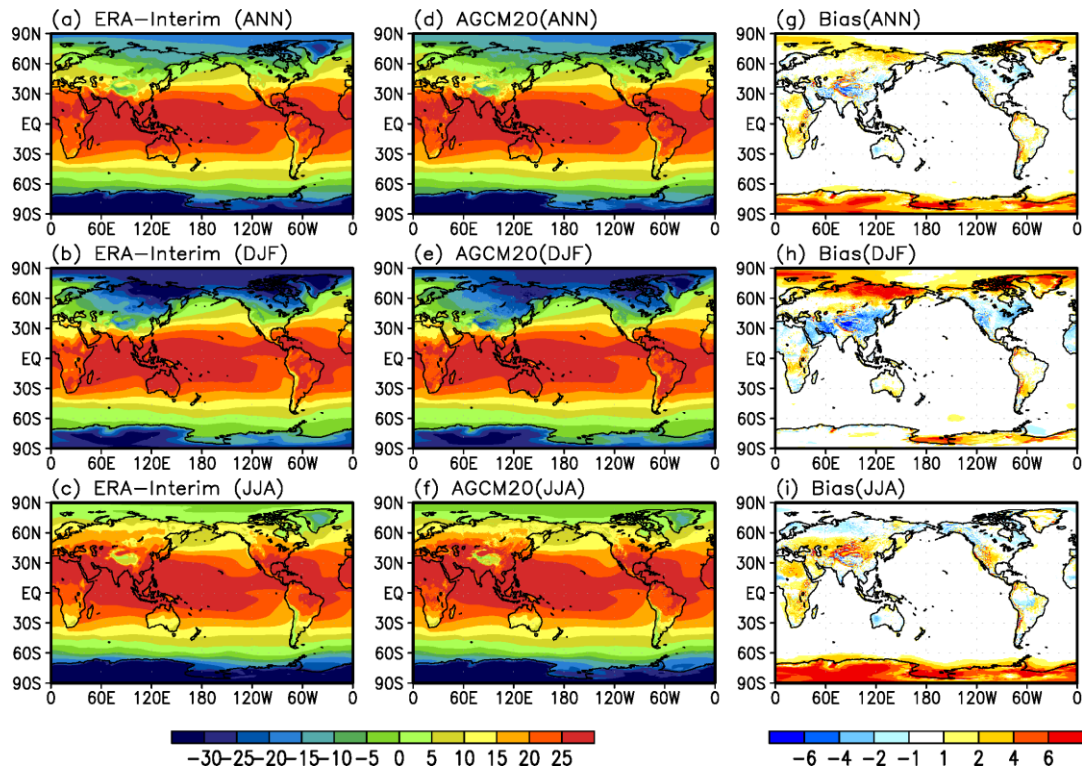 (a) ERA-Interim (ANN) (d) AGCM20(ANN) (g) Bias(ANN)
90N 90N 90N
60N 60N 60N
30N 30N 30N
EQ EQ EQ
30S 30S 30S
60S 60S 60S
90S 90S 90S
0 60E 120E 180 120W 60W 0 0 60E 120E 180 120W 60W 0 0 60E 120E 180 120W 60W 0
(b) ERA-Interim (DJF) (e) AGCM20(DJF) (h) Bias(DJF)
90N 90N 90N
60N 60N 60N
30N 30N 30N
EQ EQ EQ
30S 30S 30S
60S 60S 60S
90S 90S 90S
0 60E 120E 180 120W 60W 0 0 60E 120E 180 120W 60W 0 0 60E 120E 180 120W 60W 0
(c) ERA-Interim (JJA) (f) AGCM20(JJA) (i) Bias(JJA)
90N 90N 90N
60N 60N 60N
30N 30N 30N
EQ EQ EQ
30S 30S 30S
60S 60S 60S
90S 90S 90S
0 60E 120E 180 120W 60W 0 0 60E 120E 180 120W 60W 0 0 60E 120E 180 120W 60W 0
-30 -25 -20 -15 -10 -5 0 5 10 15 20 25 -6 -4 -2 -1 1 2 4 6